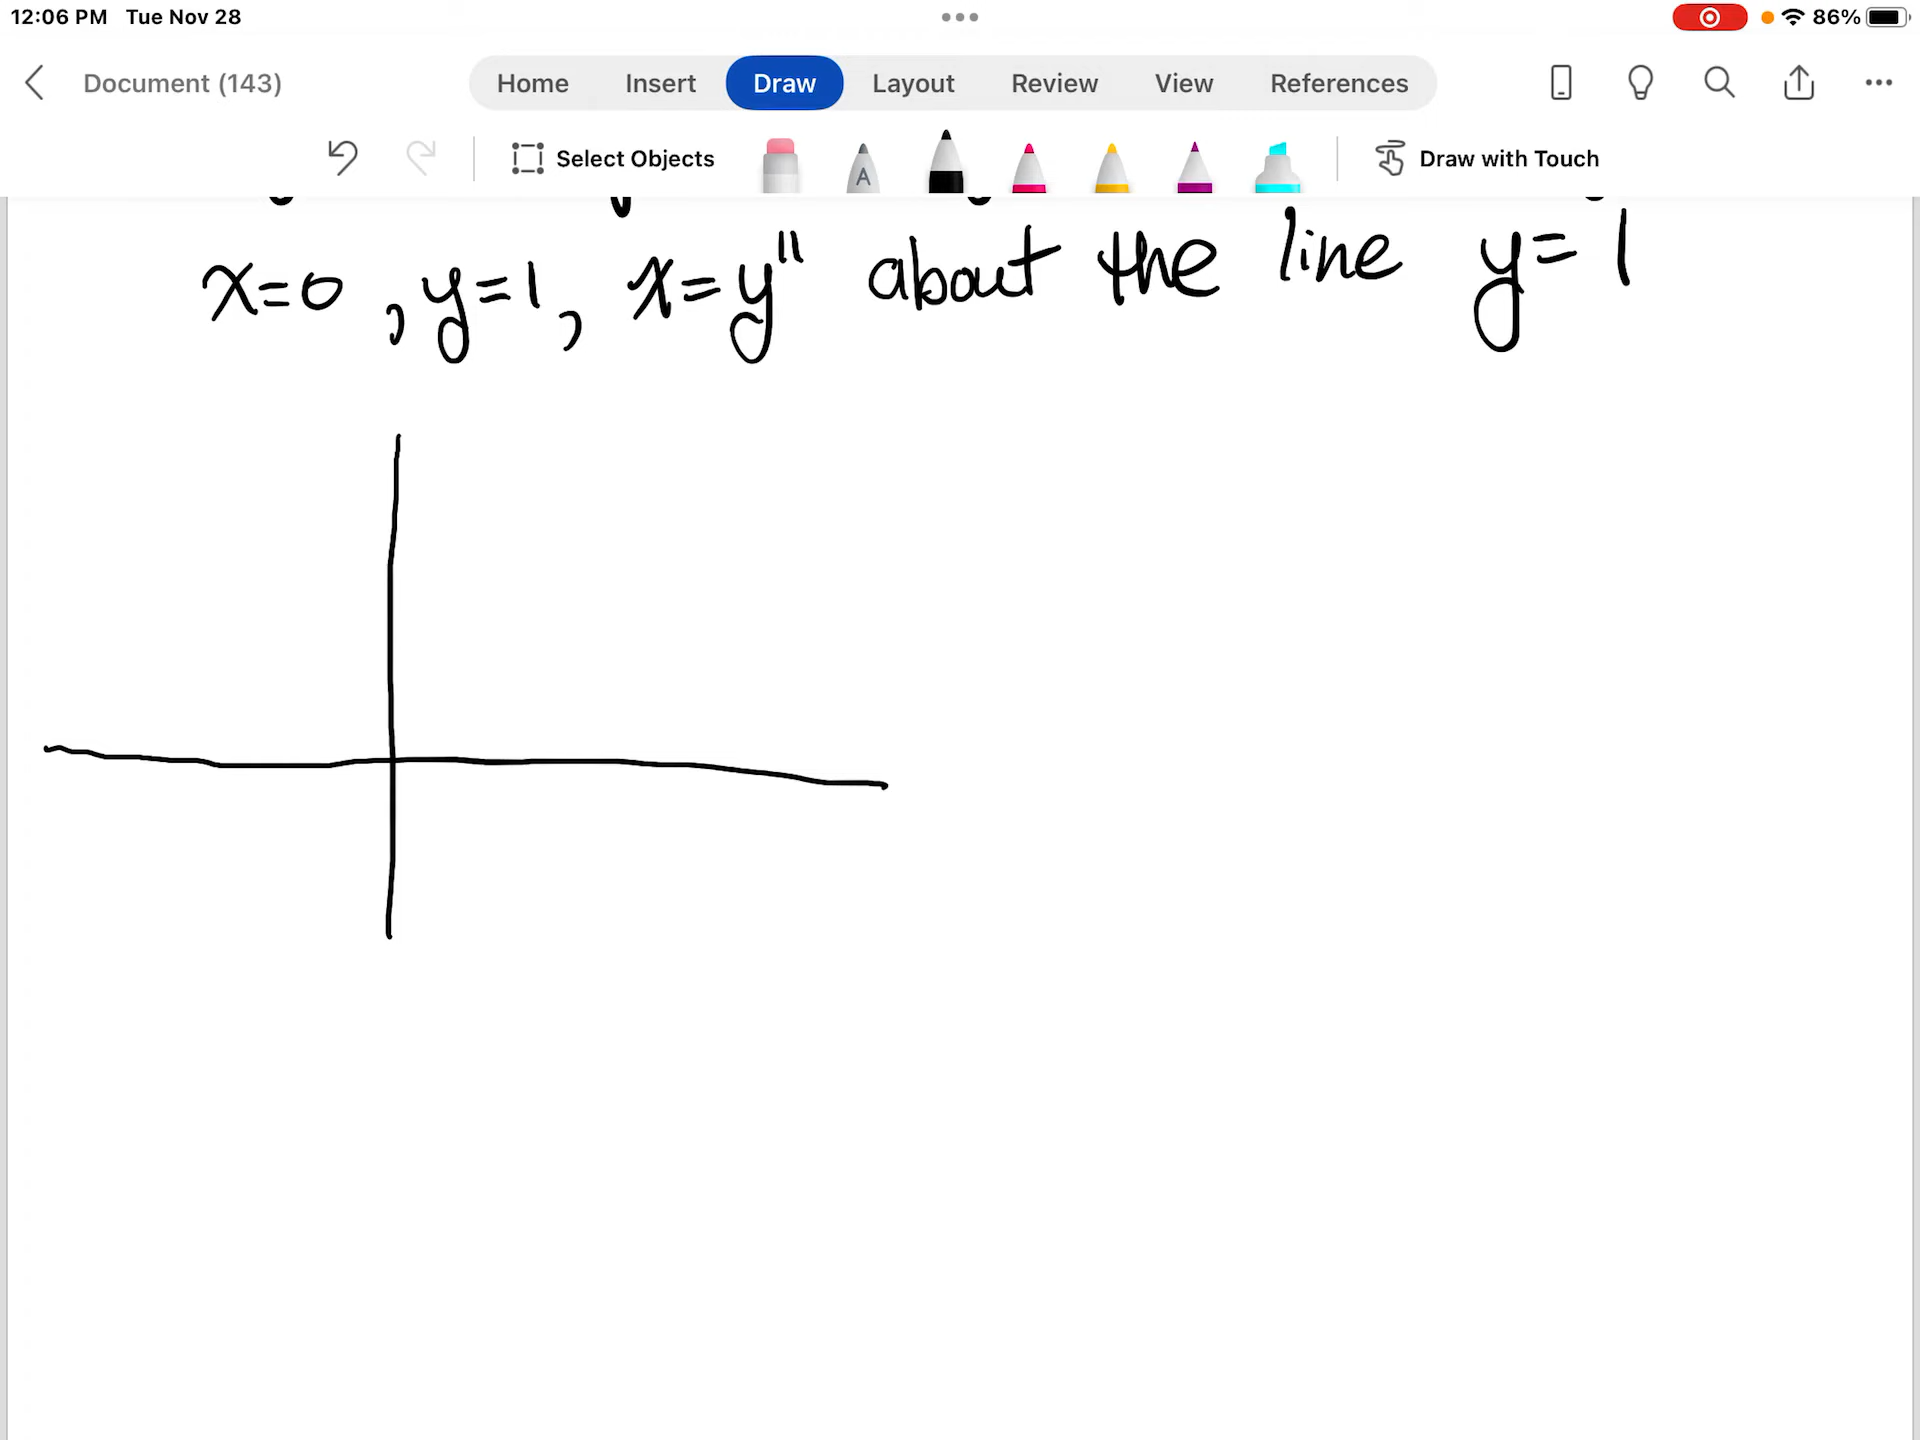 12:06 PM Tue Nov 28 86%
Document (143) Home Insert Draw Layout Review View References
Select Objects A Draw with Touch
x=0, y=1, x=y¹¹ about the line y=1